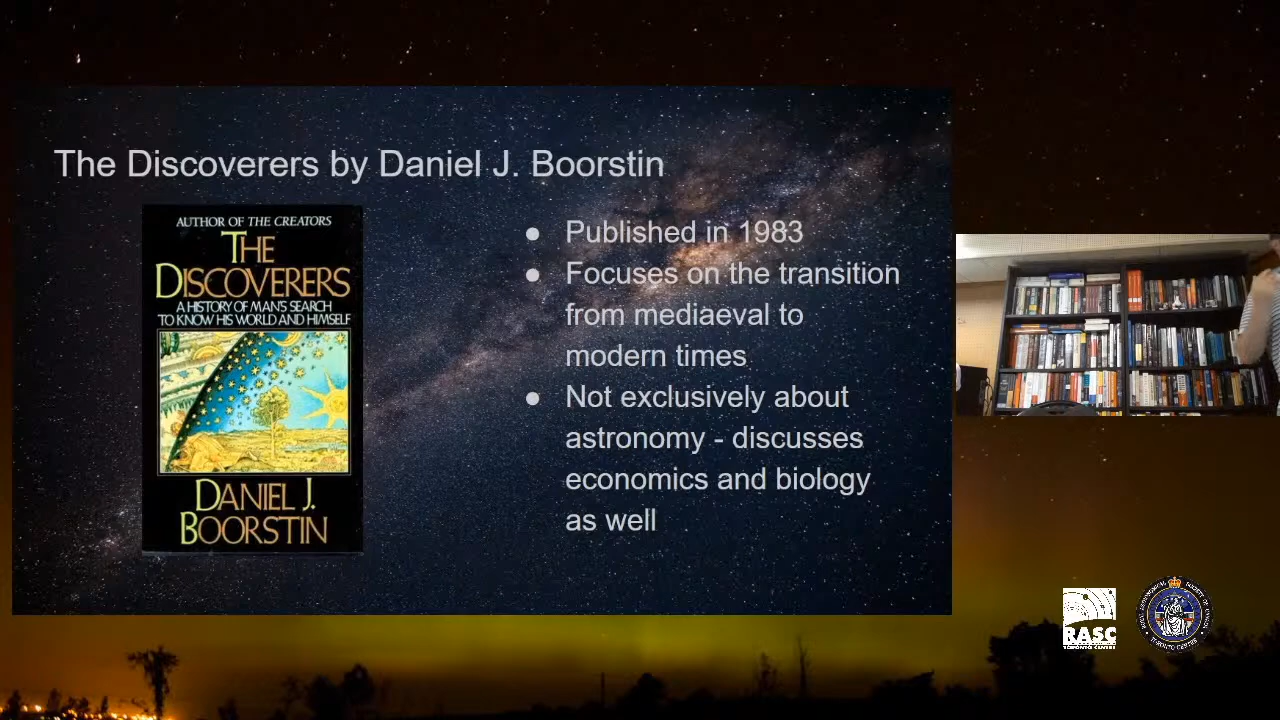 The Discoverers by Daniel J. Boorstin
AUTHOR OF THE CREATORS
THE
DISCOVERERS
A HISTORY OF MAN'S SEARCH
TO KNOW HIS WORLD AND HIMSELF
DANIEL J.
BOORSTIN
● Published in 1983
● Focuses on the transition
from mediaeval to
modern times
● Not exclusively about
astronomy - discusses
economics and biology
as well
RASC
TORONTO CENTRE